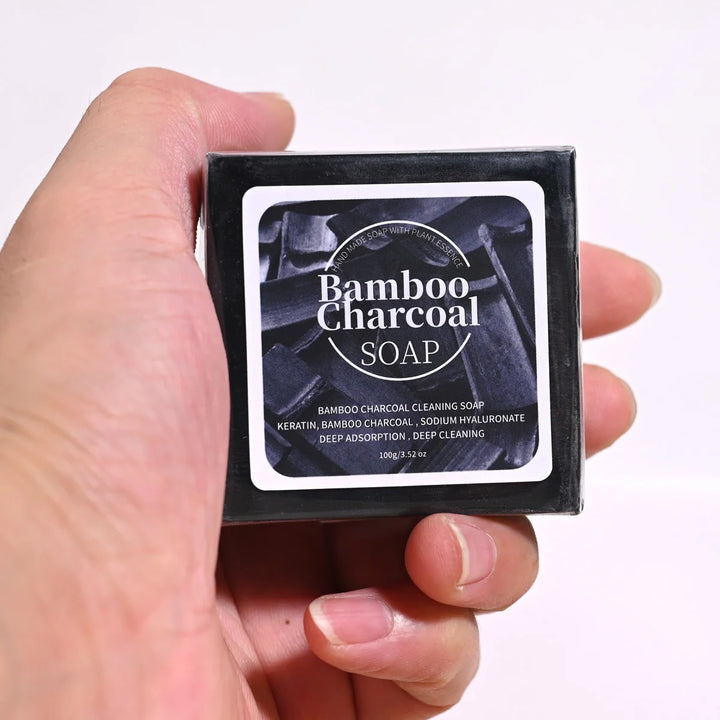 HAND MADE SOAP WITH PLANT ESSENCE
Bamboo
Charcoal
SOAP
BAMBOO CHARCOAL CLEANING SOAP
KERATIN, BAMBOO CHARCOAL , SODIUM HYALURONATE
DEEP ADSORPTION . DEEP CLEANING
100g/3.52 oz